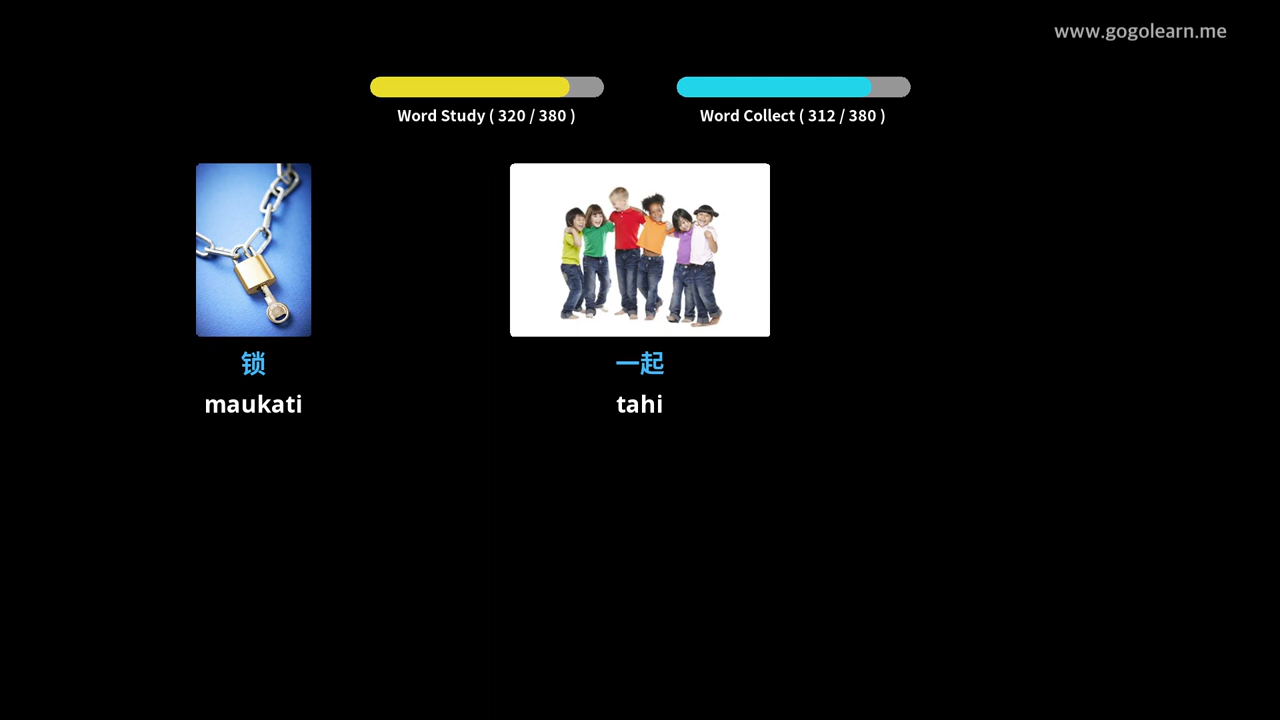 www.gogolearn.me
Word Study ( 320 / 380 )
Word Collect ( 312 / 380 )
锁
maukati
一起
tahi